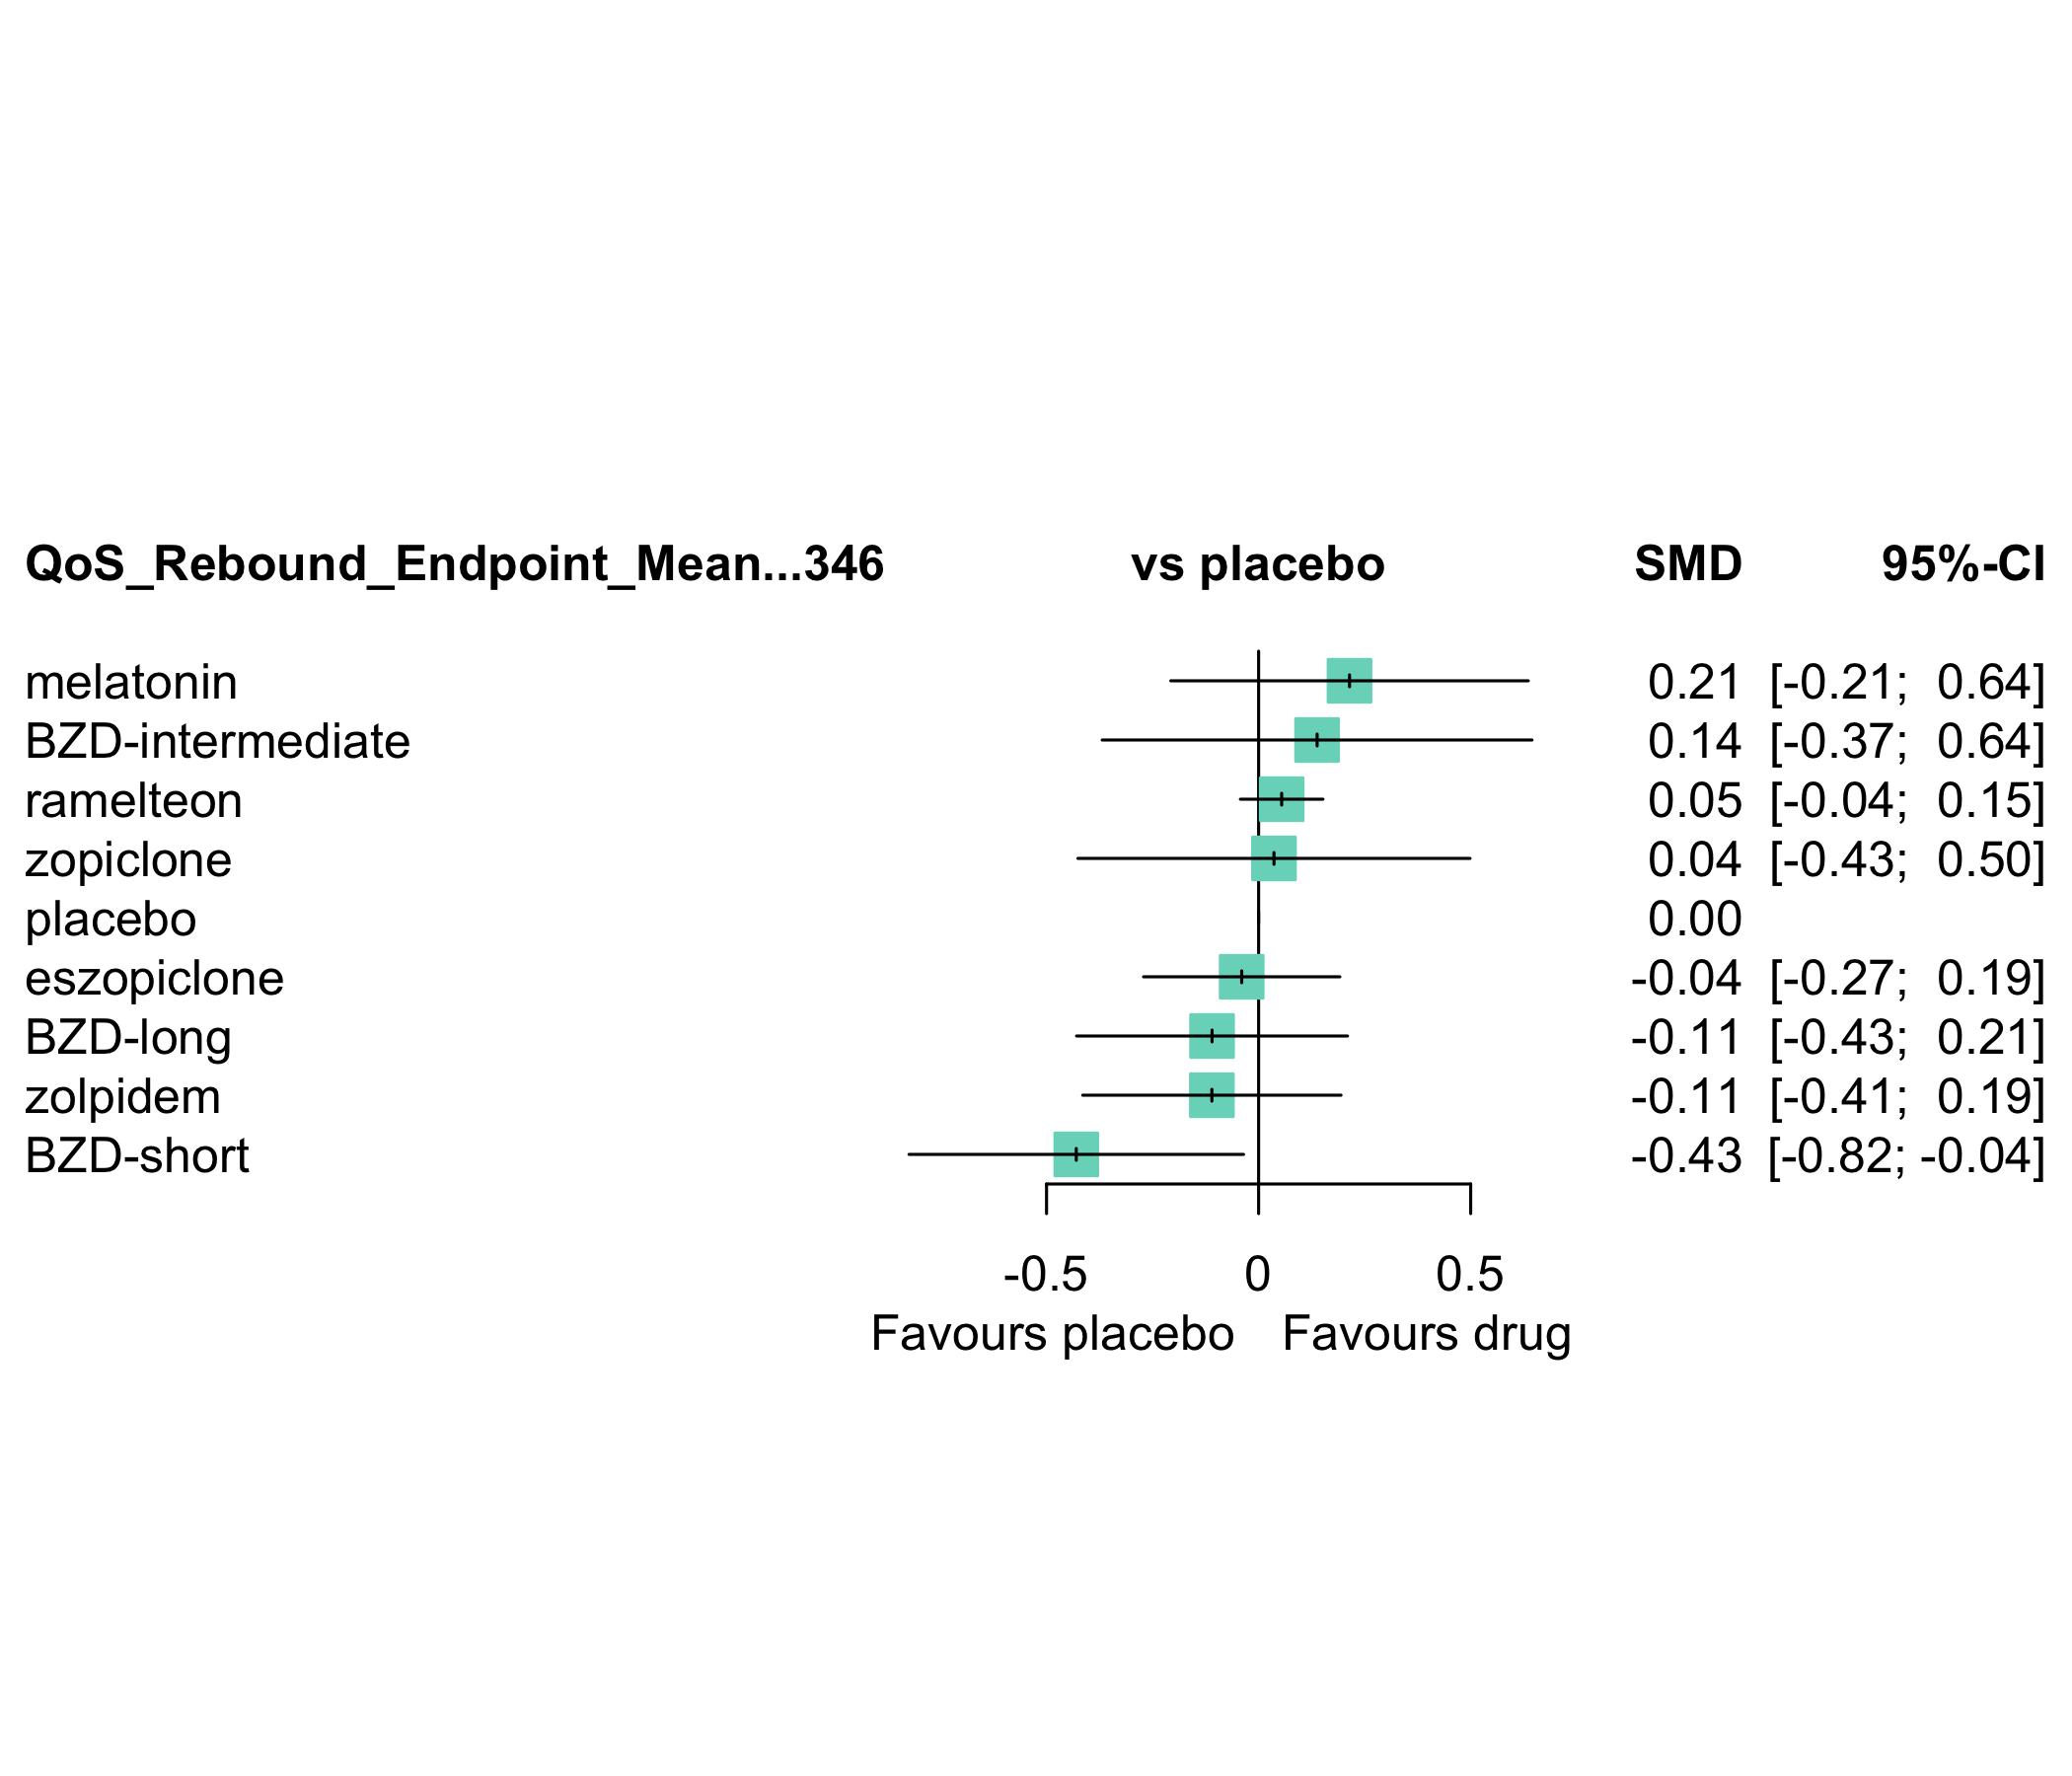 QoS_Rebound_Endpoint_Mean...346 vs placebo SMD 95%-CI
melatonin 0.21 [-0.21; 0.64]
BZD-intermediate 0.14 [-0.37; 0.64]
ramelteon 0.05 [-0.04; 0.15]
zopiclone 0.04 [-0.43; 0.50]
placebo 0.00
eszopiclone -0.04 [-0.27; 0.19]
BZD-long -0.11 [-0.43; 0.21]
zolpidem -0.11 [-0.41; 0.19]
BZD-short -0.43 [-0.82; -0.04]
-0.5 0 0.5
Favours placebo Favours drug